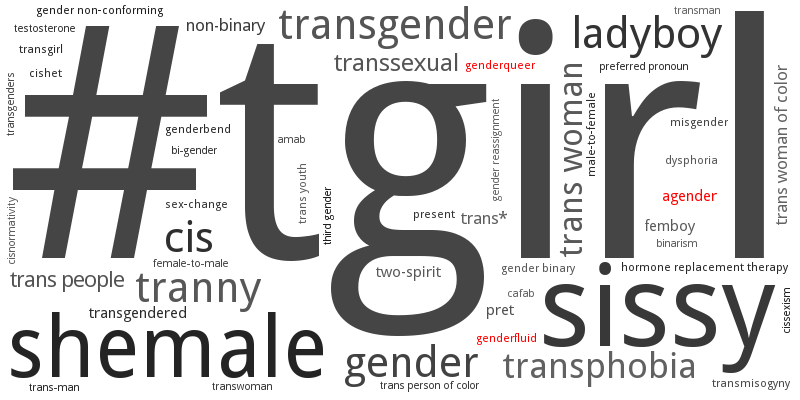 gender non-conforming
transman
testosterone
non-binary
transgender
ladyboy
transgirl
transsexual
genderqueer
preferred pronoun
cishet
#tgirl
transgenders
trans woman
male-to-female
trans woman of color
genderbend
amab
gender reassignment
misgender
bi-gender
dysphoria
trans youth
third gender
agender
cisnormativity
sex-change
present
trans*
femboy
cis
binarism
female-to-male
two-spirit
gender binary
hormone replacement therapy
trans people
tranny
cafab
sissy
cissexism
transgendered
pret
shemale
genderfluid
gender
transphobia
trans-man
transwoman
trans person of color
transmisogyny